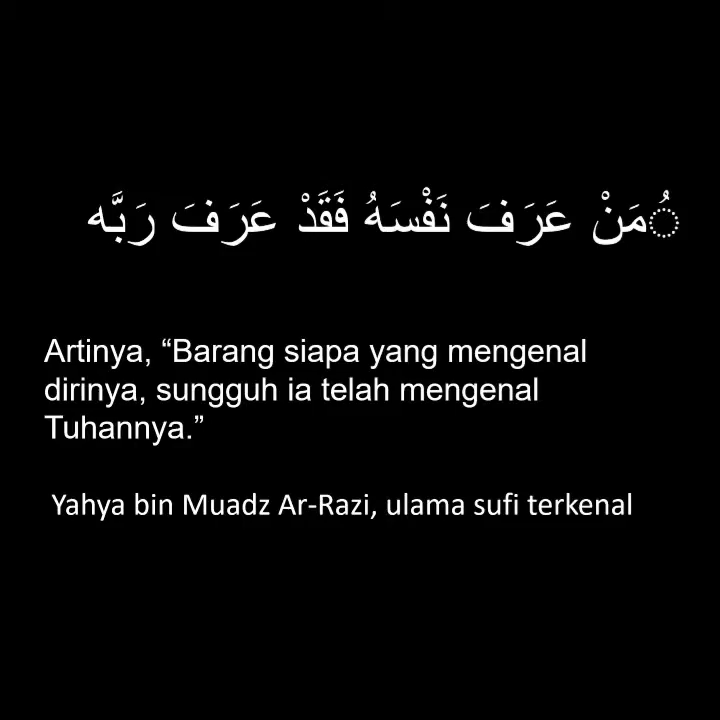 ُمَنْ عَرَفَ نَفْسَهُ فَقَدْ عَرَفَ رَبَّه
Artinya, “Barang siapa yang mengenal
dirinya, sungguh ia telah mengenal
Tuhannya.”
Yahya bin Muadz Ar-Razi, ulama sufi terkenal